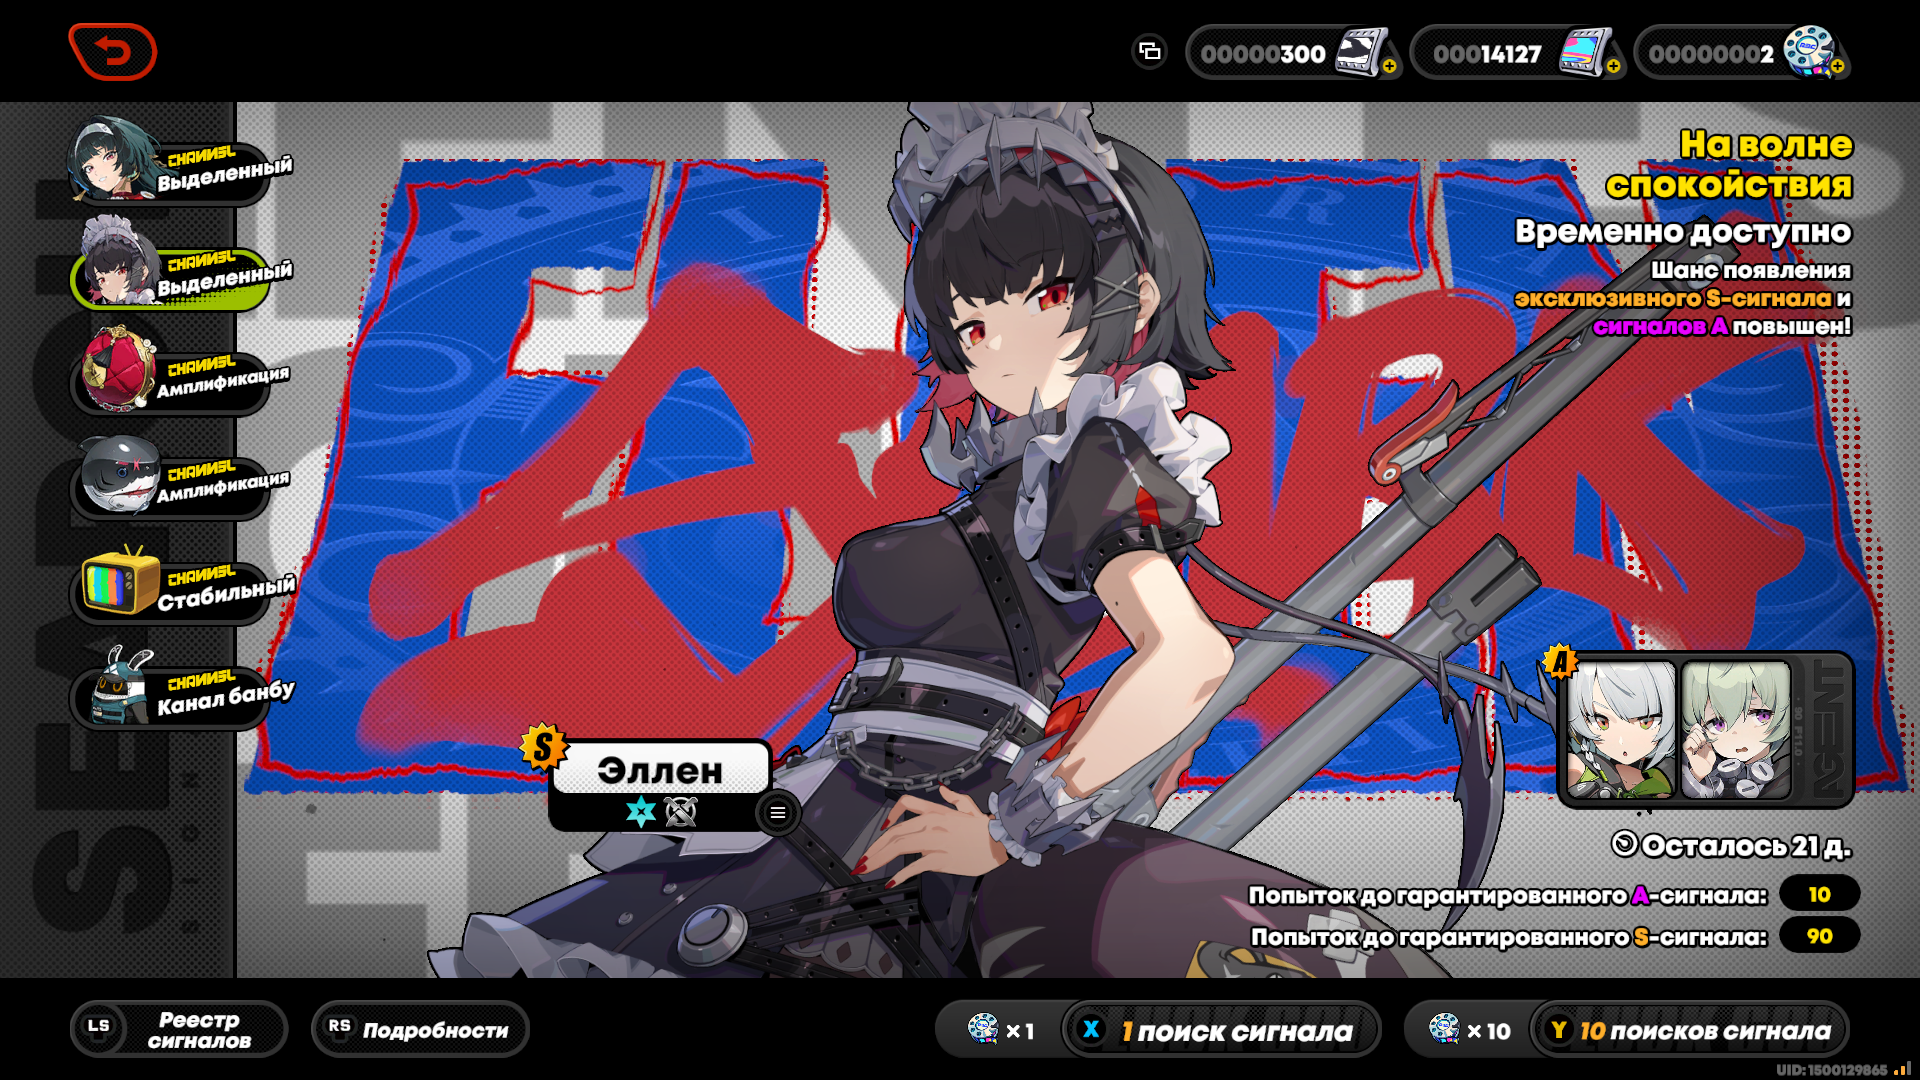 00000300
00014127
00000002
CHANNEL
Выделенный
CHANNEL
Выделенный
CHANNEL
Амплификация
CHANNEL
Амплификация
CHANNEL
Стабильный
CHANNEL
Канал банбу
На волне
спокойствия
Временно доступно
Шанс появления
эксклюзивного S-сигнала и
сигналов A повышен!
S
Эллен
A
AGENT
Осталось 21 д.
Попыток до гарантированного A-сигнала: 10
Попыток до гарантированного S-сигнала: 90
LS Реестр
сигналов
RS Подробности
x 1
X 1 поиск сигнала
x 10
Y 10 поисков сигнала
UID: 1500129865